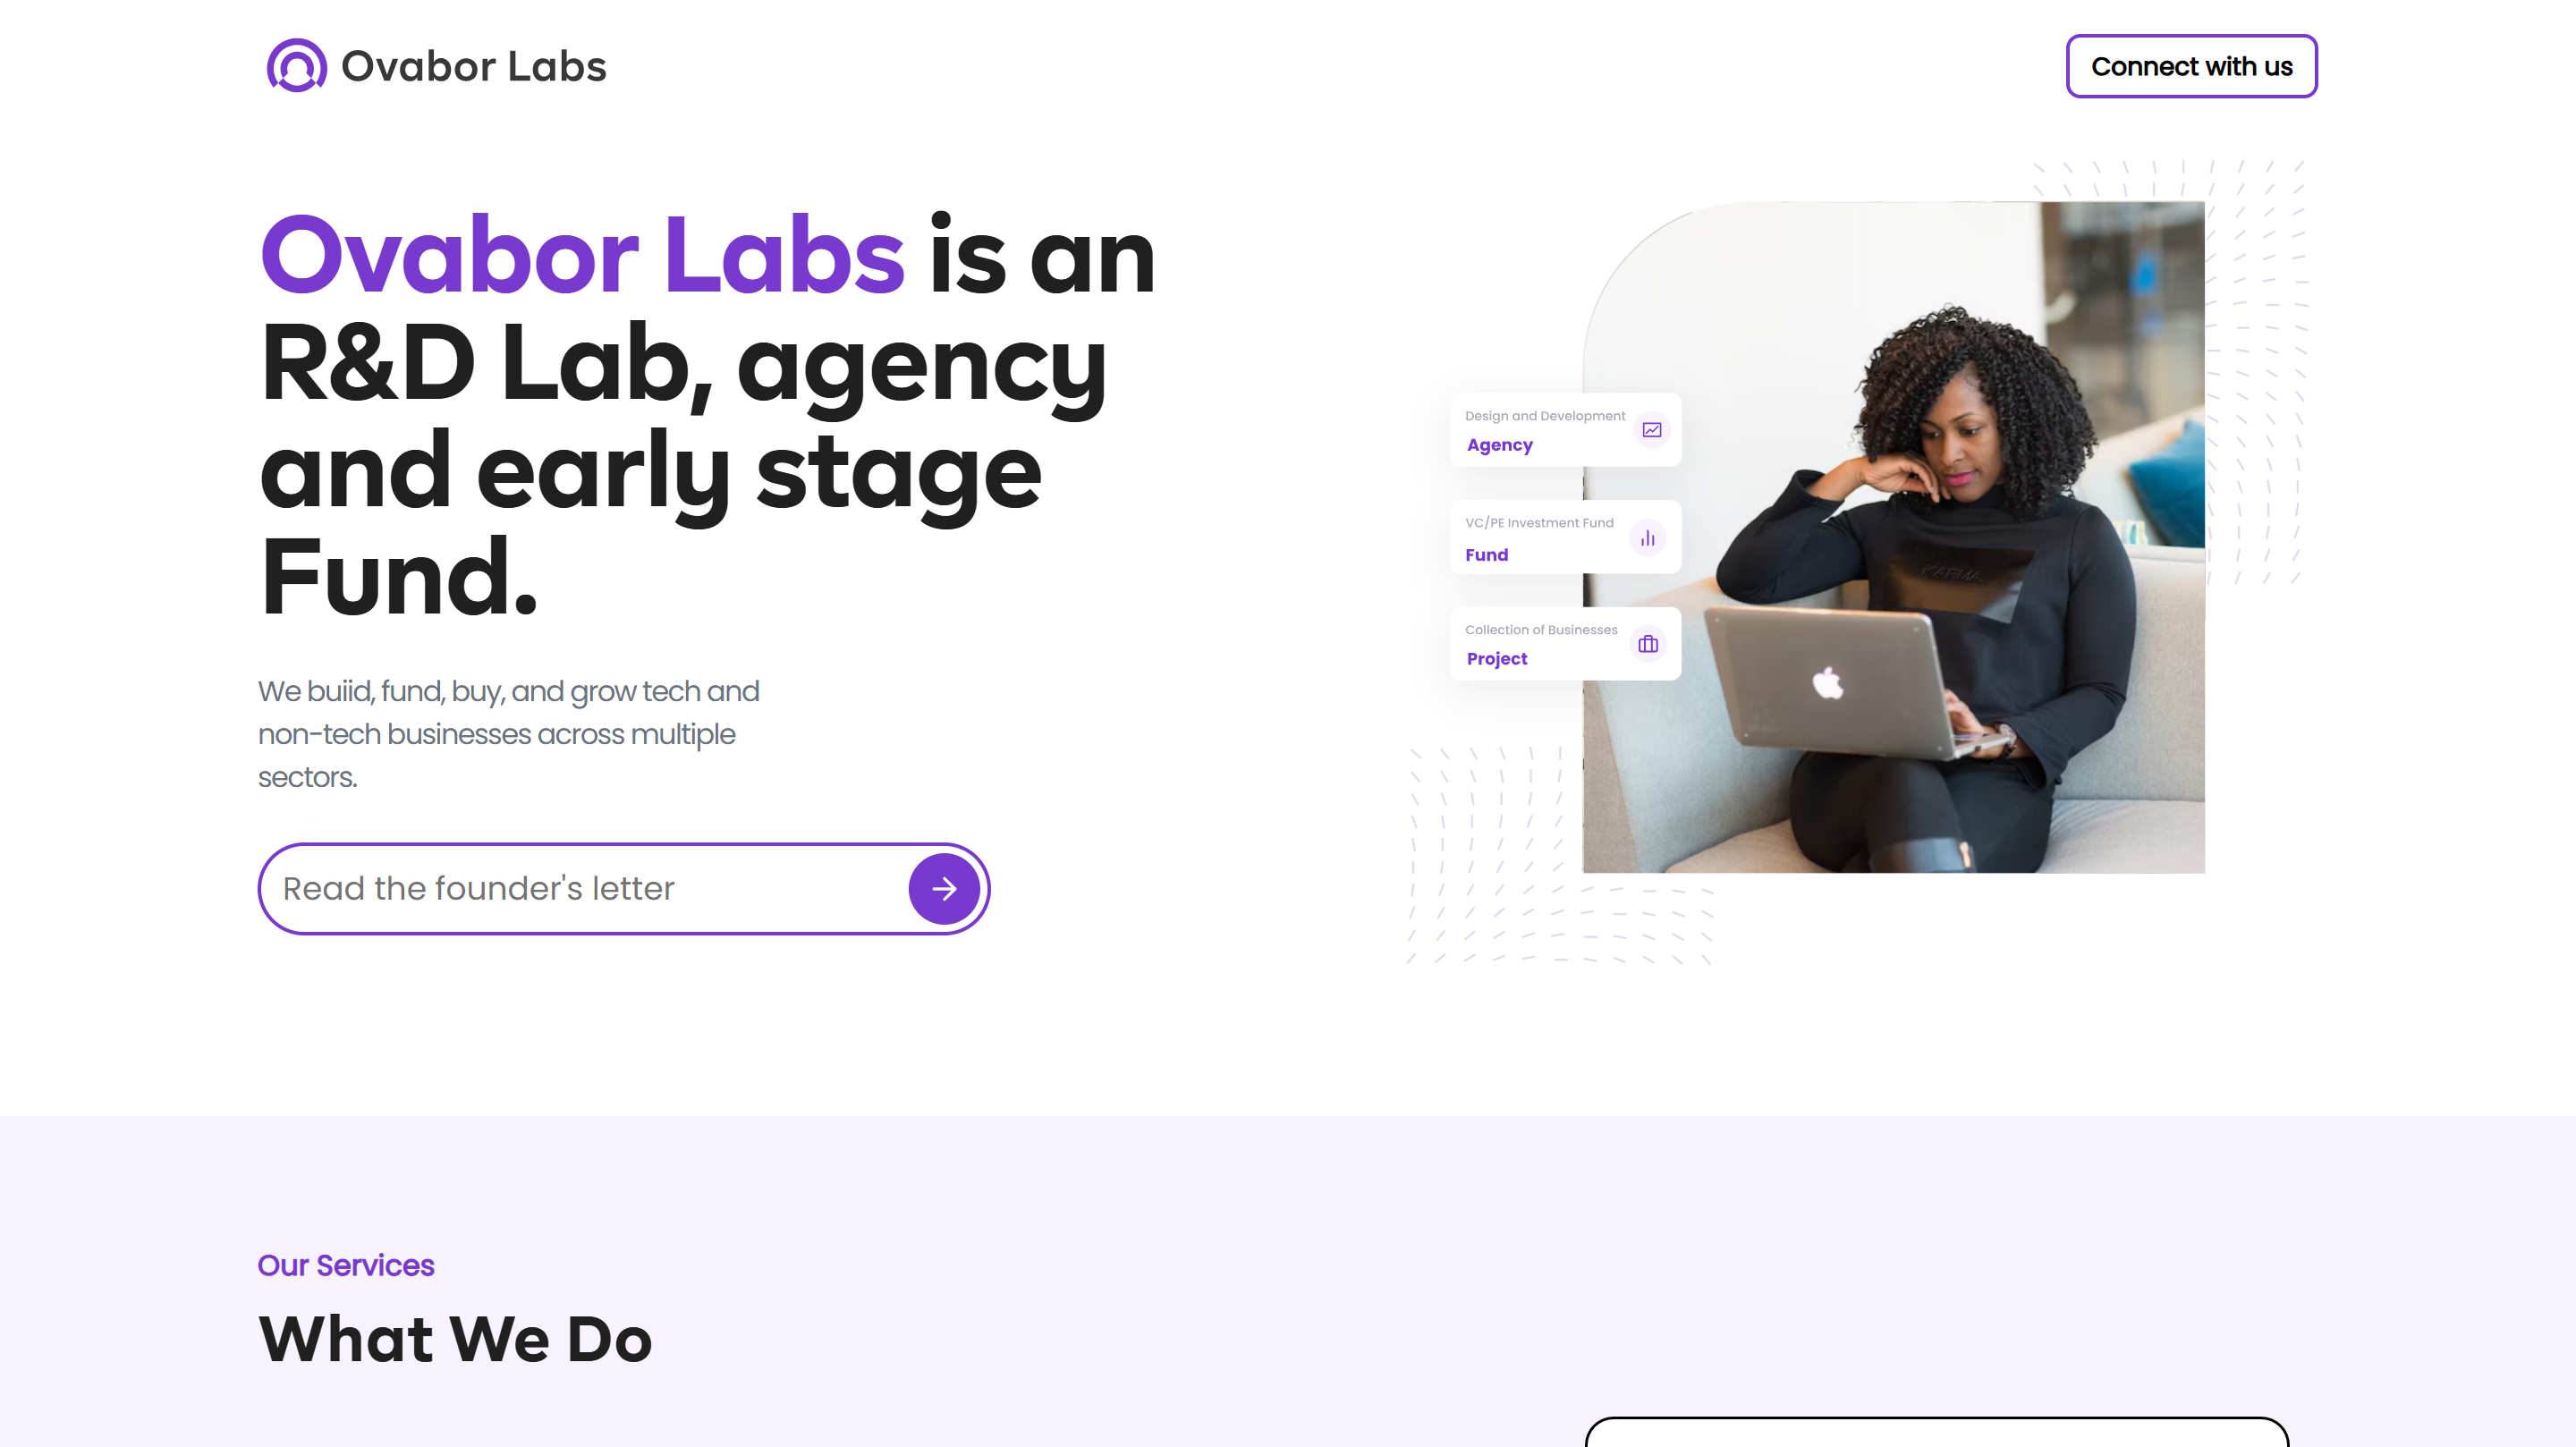 Ovabor Labs
Connect with us
Ovabor Labs is an
R&D Lab, agency
and early stage
Fund.
We buiid, fund, buy, and grow tech and
non-tech businesses across multiple
sectors.
Read the founder's letter
Design and Development
Agency
VC/PE Investment Fund
Fund
Collection of Businesses
Project
KARMA
Our Services
What We Do